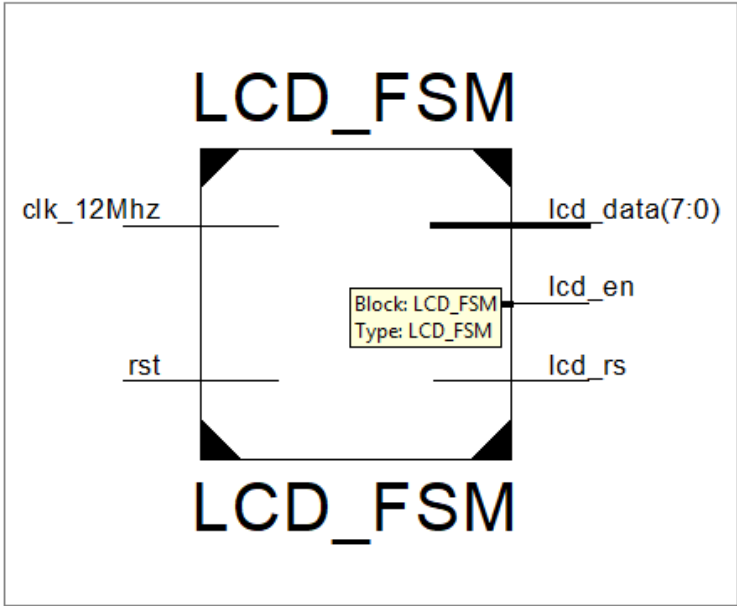 LCD_FSM
clk_12Mhz
lcd_data(7:0)
lcd_en
Block: LCD_FSM
Type: LCD_FSM
rst
lcd_rs
LCD_FSM